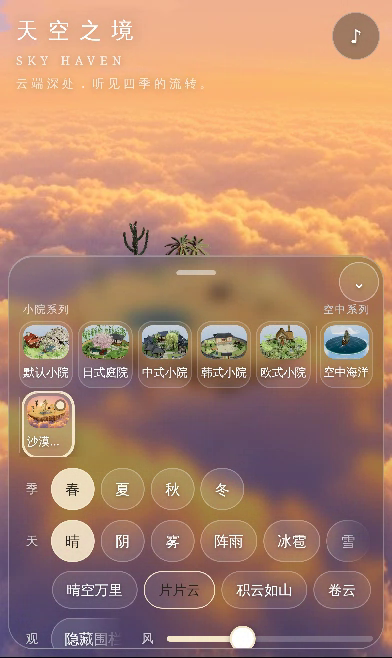 天空之境
♪
SKY HAVEN
云端深处，听见四季的流转。
小院系列 空中系列
默认小院 日式庭院 中式小院 韩式小院 欧式小院 空中海洋
沙漠...
季 春 夏 秋 冬
天 晴 阴 雾 阵雨 冰雹 雪
晴空万里 片片云 积云如山 卷云
观 隐藏围栏 风